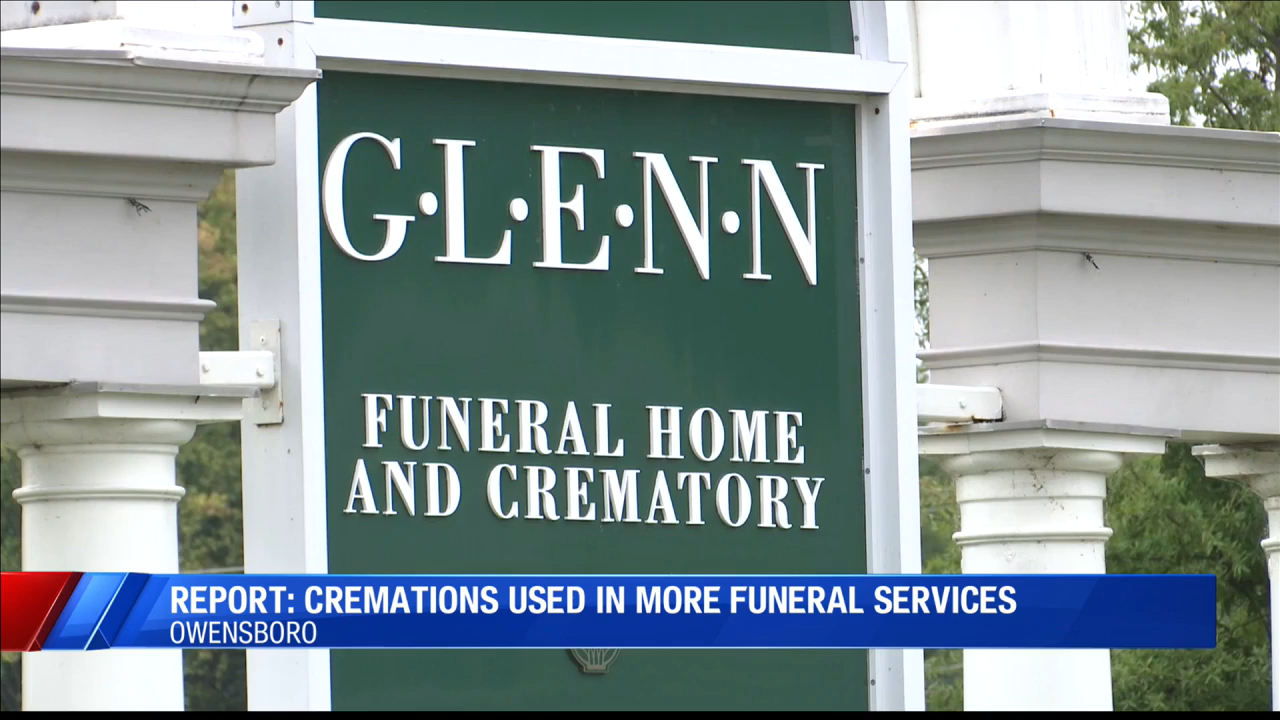 G·L·E·N·N
FUNERAL HOME
AND CREMATORY
REPORT: CREMATIONS USED IN MORE FUNERAL SERVICES
OWENSBORO